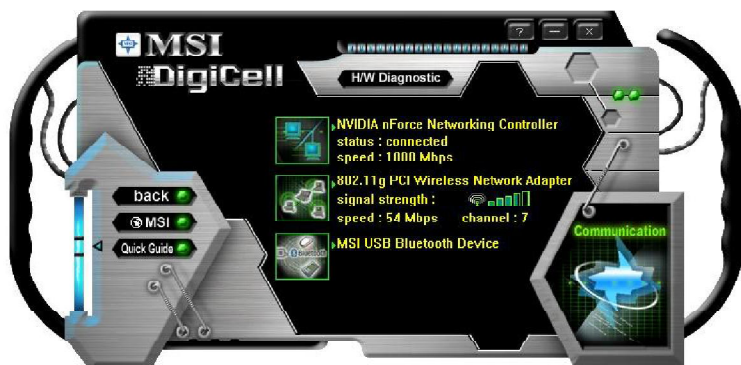 MSI
DigiCell
? — X
H/W Diagnostic
NVIDIA nForce Networking Controller
status : connected
speed : 1000 Mbps
802.11g PCI Wireless Network Adapter
signal strength :
speed : 54 Mbps channel : 7
MSI USB Bluetooth Device
Bluetooth
back
MSI
Quick Guide
Communication